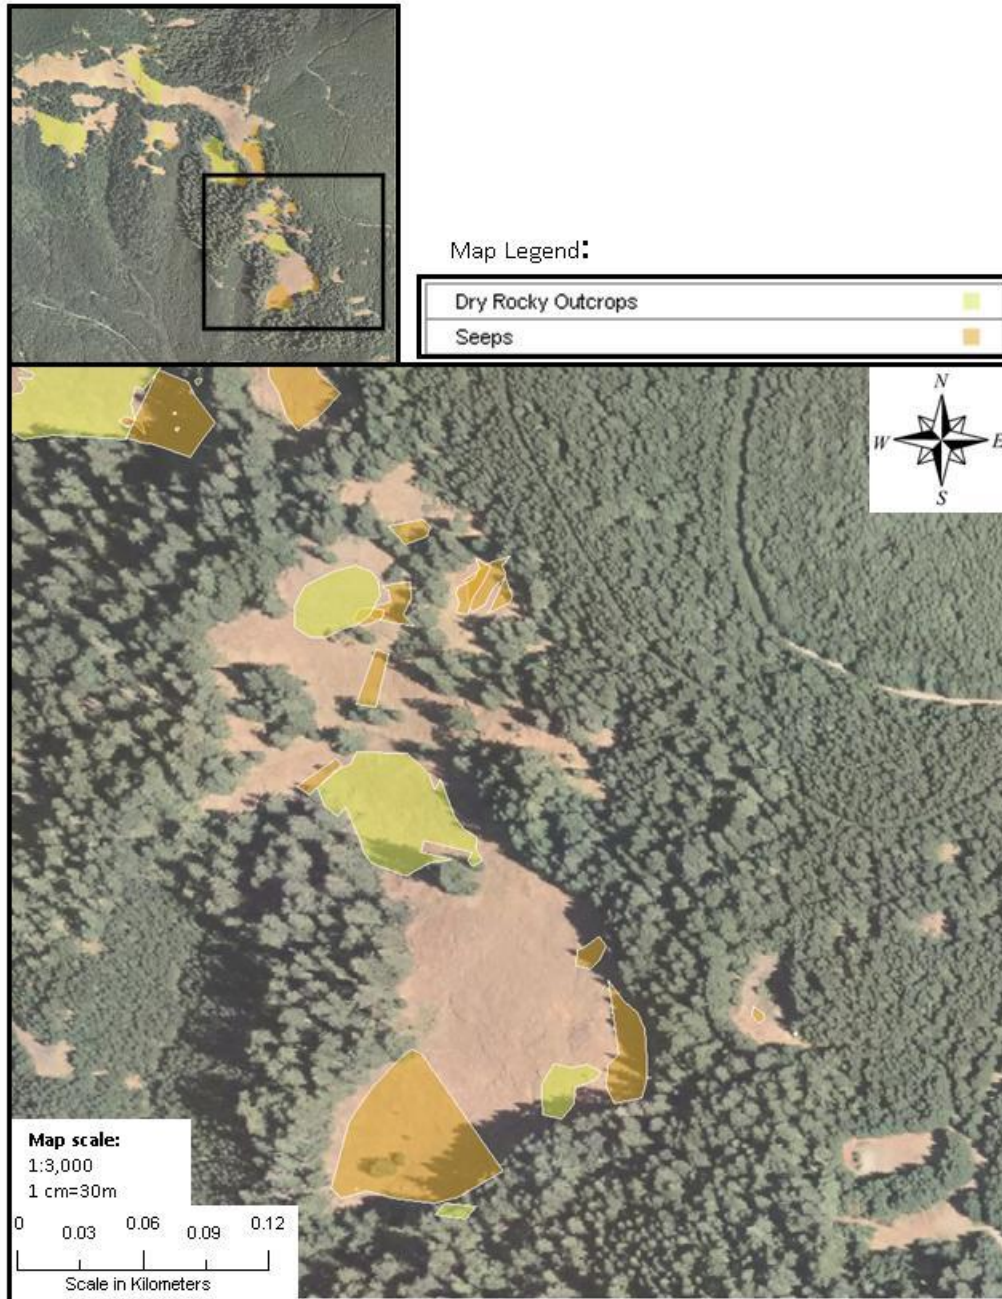 Map Legend:
Dry Rocky Outcrops
Seeps
N
W E
S
Map scale:
1:3,000
1 cm=30m
0 0.03 0.06 0.09 0.12
Scale in Kilometers